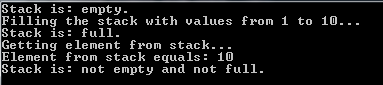 Stack is: empty.
Filling the stack with values from 1 to 10...
Stack is: full.
Getting element from stack...
Element from stack equals: 10
Stack is: not empty and not full.